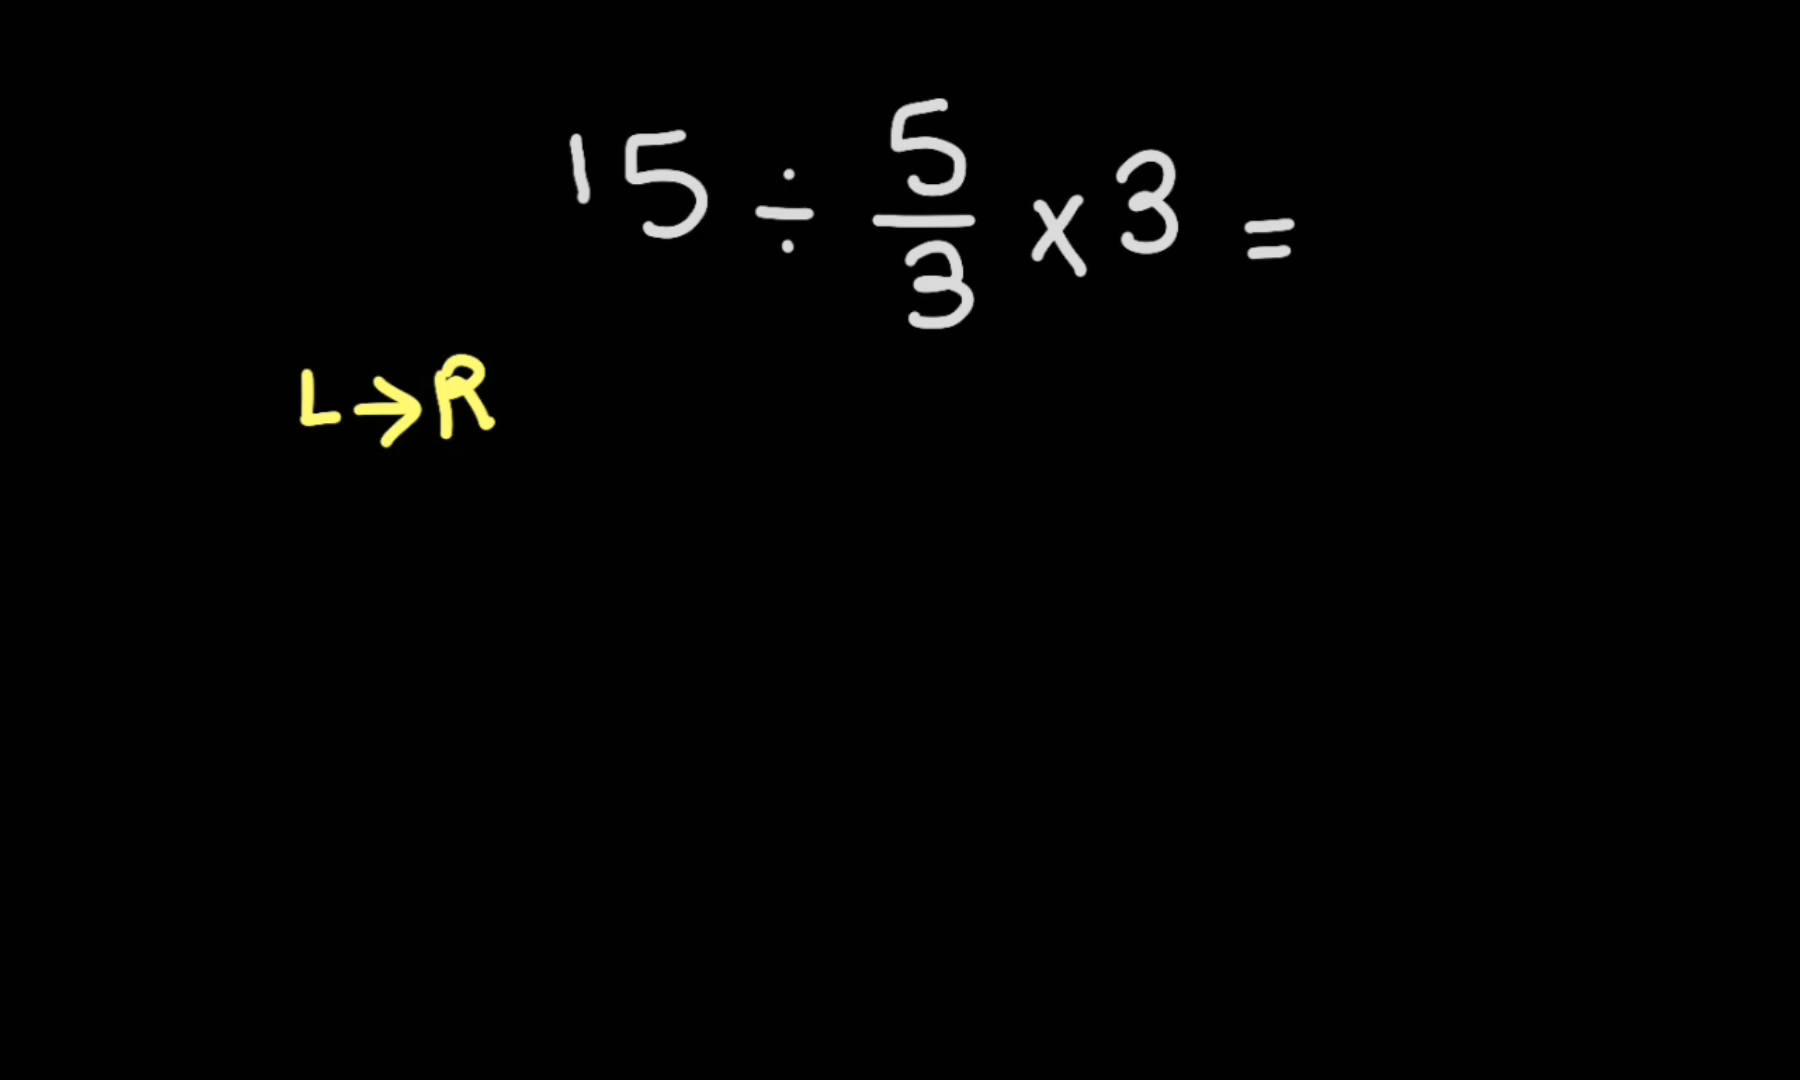 15 ÷ 5/3 × 3 =
L → R